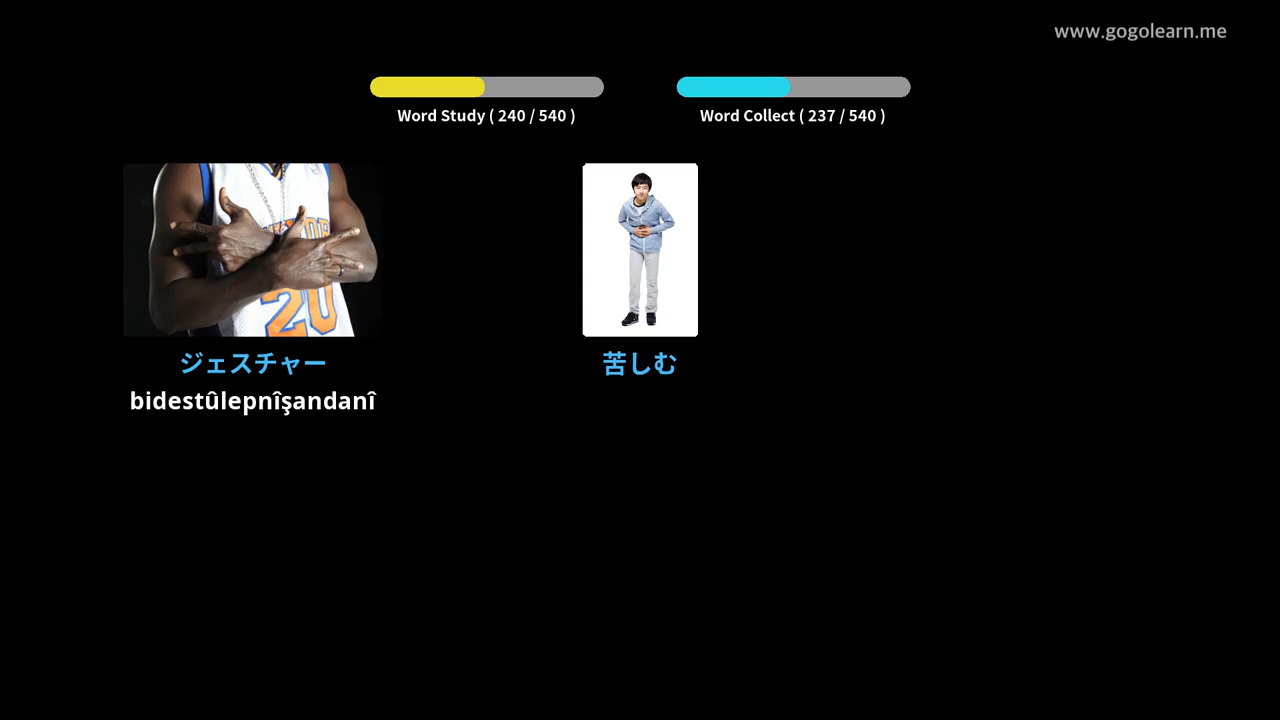 www.gogolearn.me
Word Study ( 240 / 540 )
Word Collect ( 237 / 540 )
20
ジェスチャー
苦しむ
bidestûlepnîşandanî